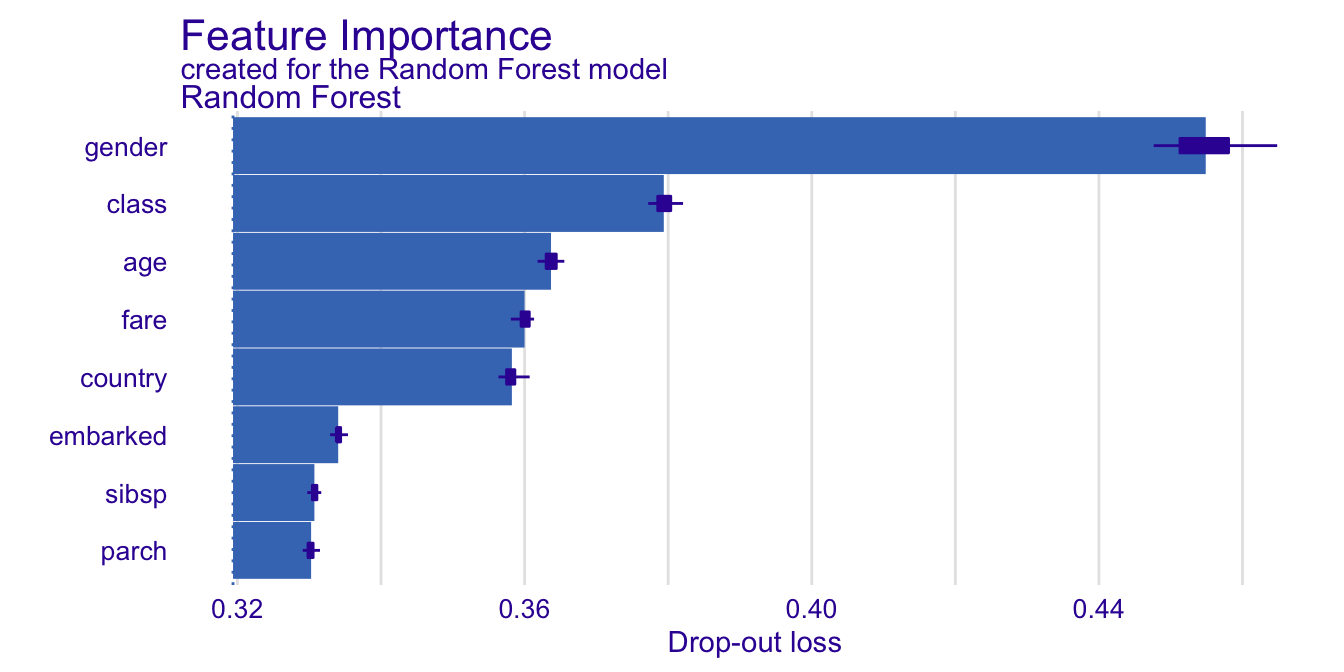 Feature Importance
created for the Random Forest model
Random Forest
gender
class
age
fare
country
embarked
sibsp
parch
0.32 0.36 0.40 0.44
Drop-out loss